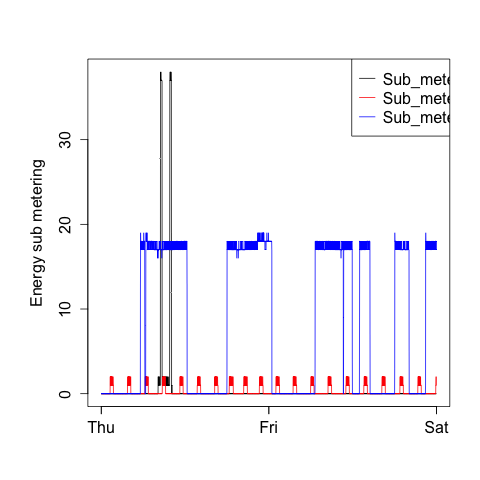 Sub_mete
Sub_mete
Sub_mete
Energy sub metering
30
20
10
0
Thu Fri Sat